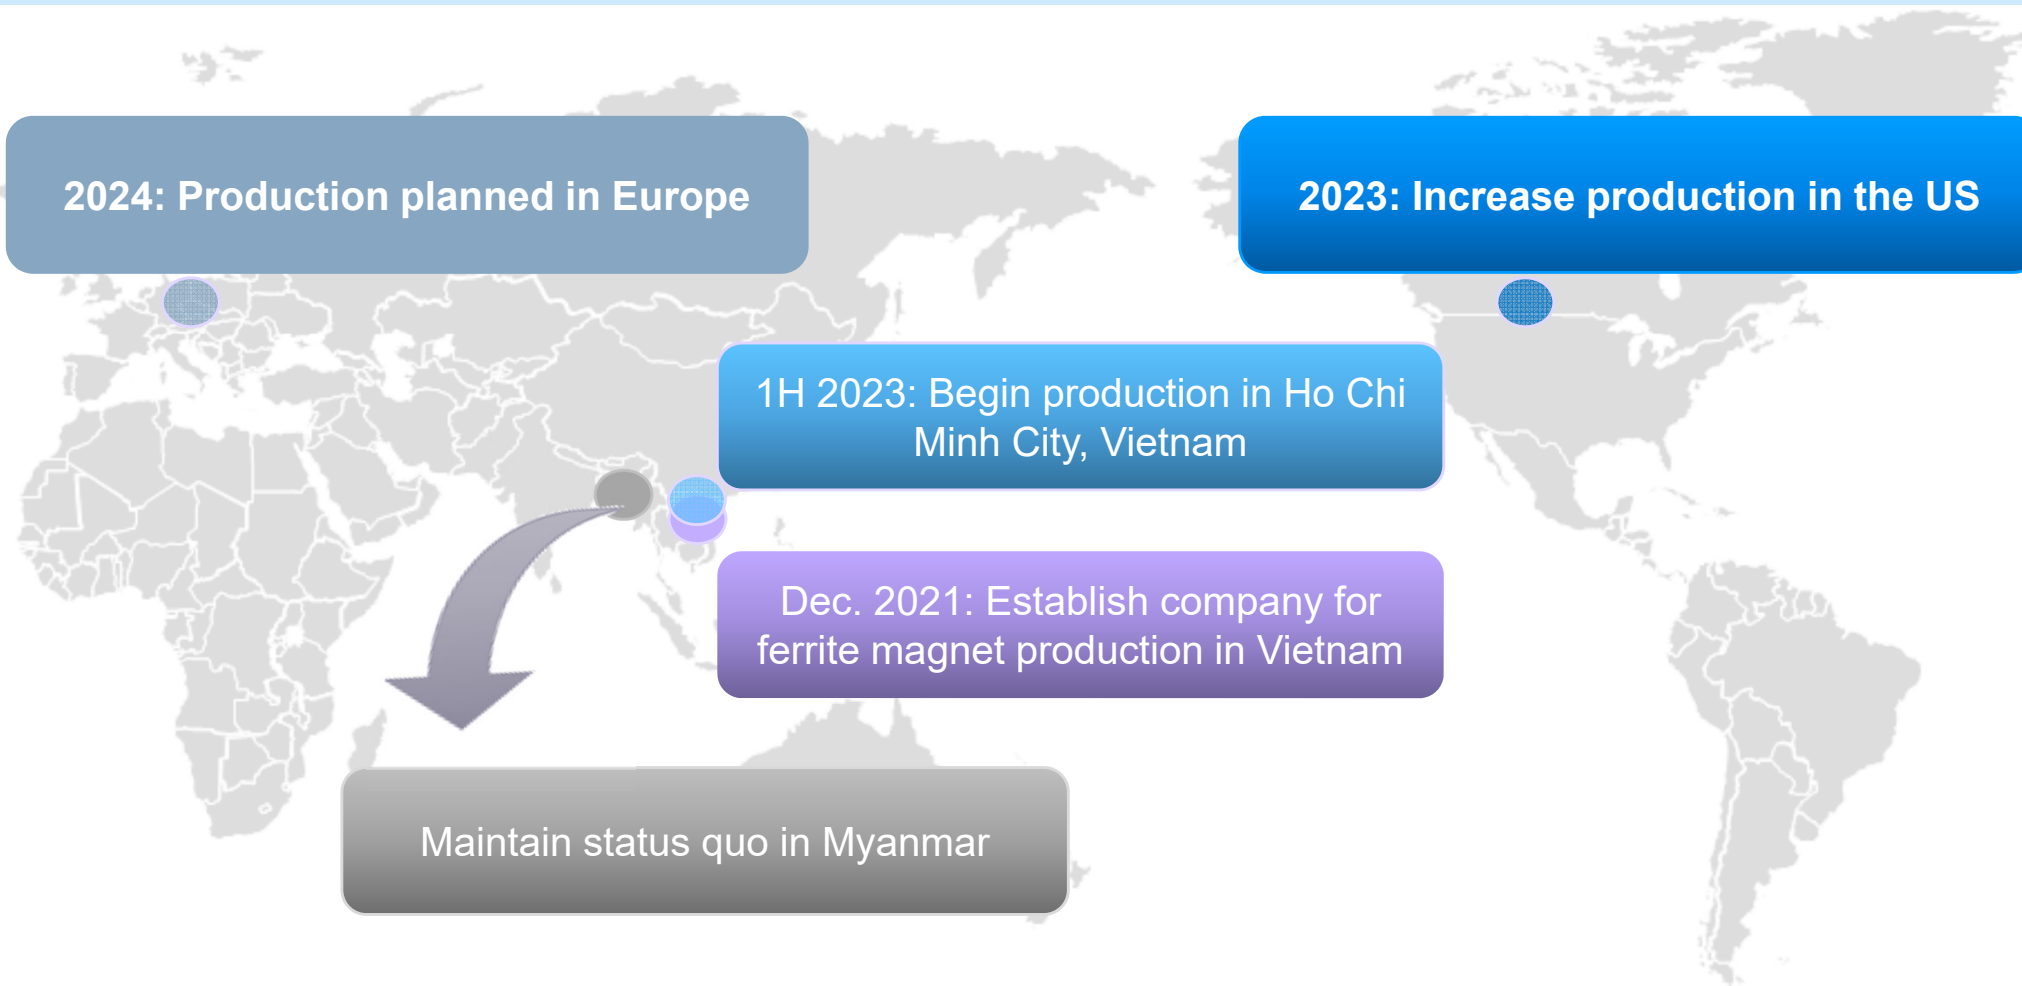 2024: Production planned in Europe
2023: Increase production in the US
1H 2023: Begin production in Ho Chi
Minh City, Vietnam
Dec. 2021: Establish company for
ferrite magnet production in Vietnam
Maintain status quo in Myanmar